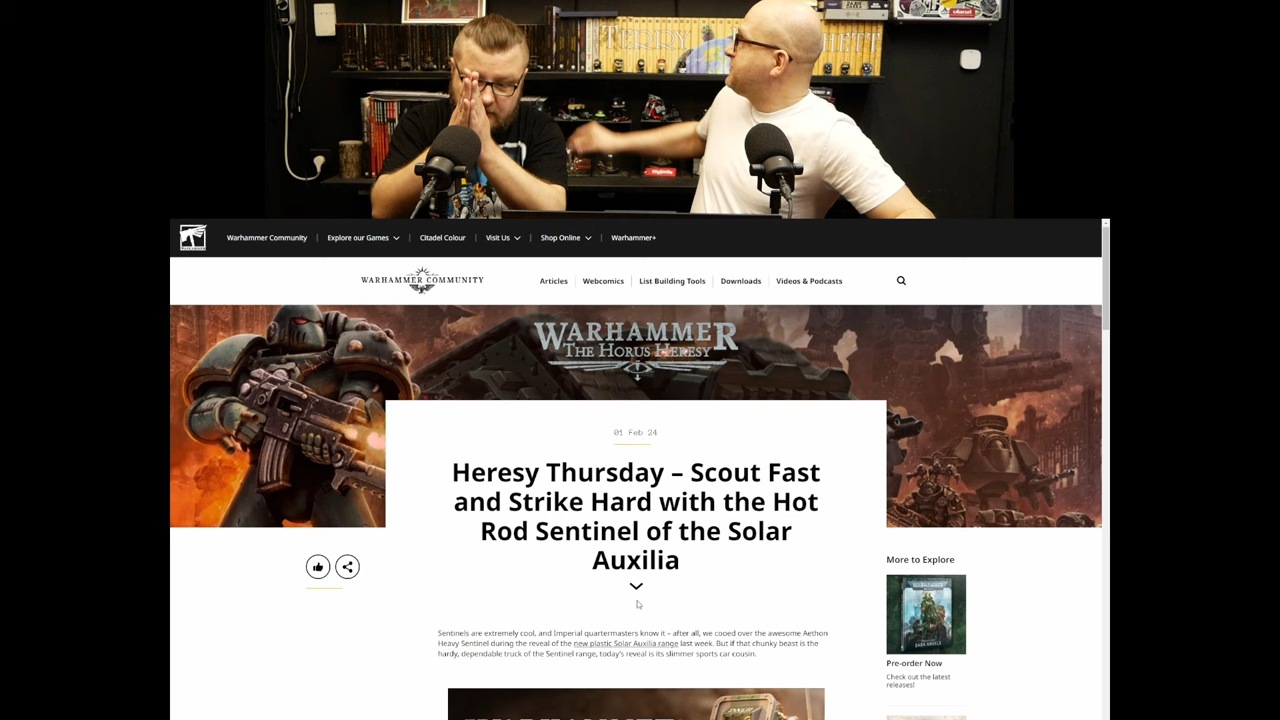 TERRY PRATCHETT
Warhammer Community
Explore our Games
Citadel Colour
Visit Us
Shop Online
Warhammer+
WARHAMMER COMMUNITY
Articles
Webcomics
List Building Tools
Downloads
Videos & Podcasts
WARHAMMER
THE HORUS HERESY
01 Feb 24
Heresy Thursday – Scout Fast
and Strike Hard with the Hot
Rod Sentinel of the Solar
Auxilia
Sentinels are extremely cool, and Imperial quartermasters know it – after all, we cooed over the awesome Aethon
Heavy Sentinel during the reveal of the new plastic Solar Auxilia range last week. But if that chunky beast is the
hardy, dependable truck of the Sentinel range, today's reveal is its slimmer sports car cousin.
More to Explore
DARK ANGELS
Pre-order Now
Check out the latest
releases!